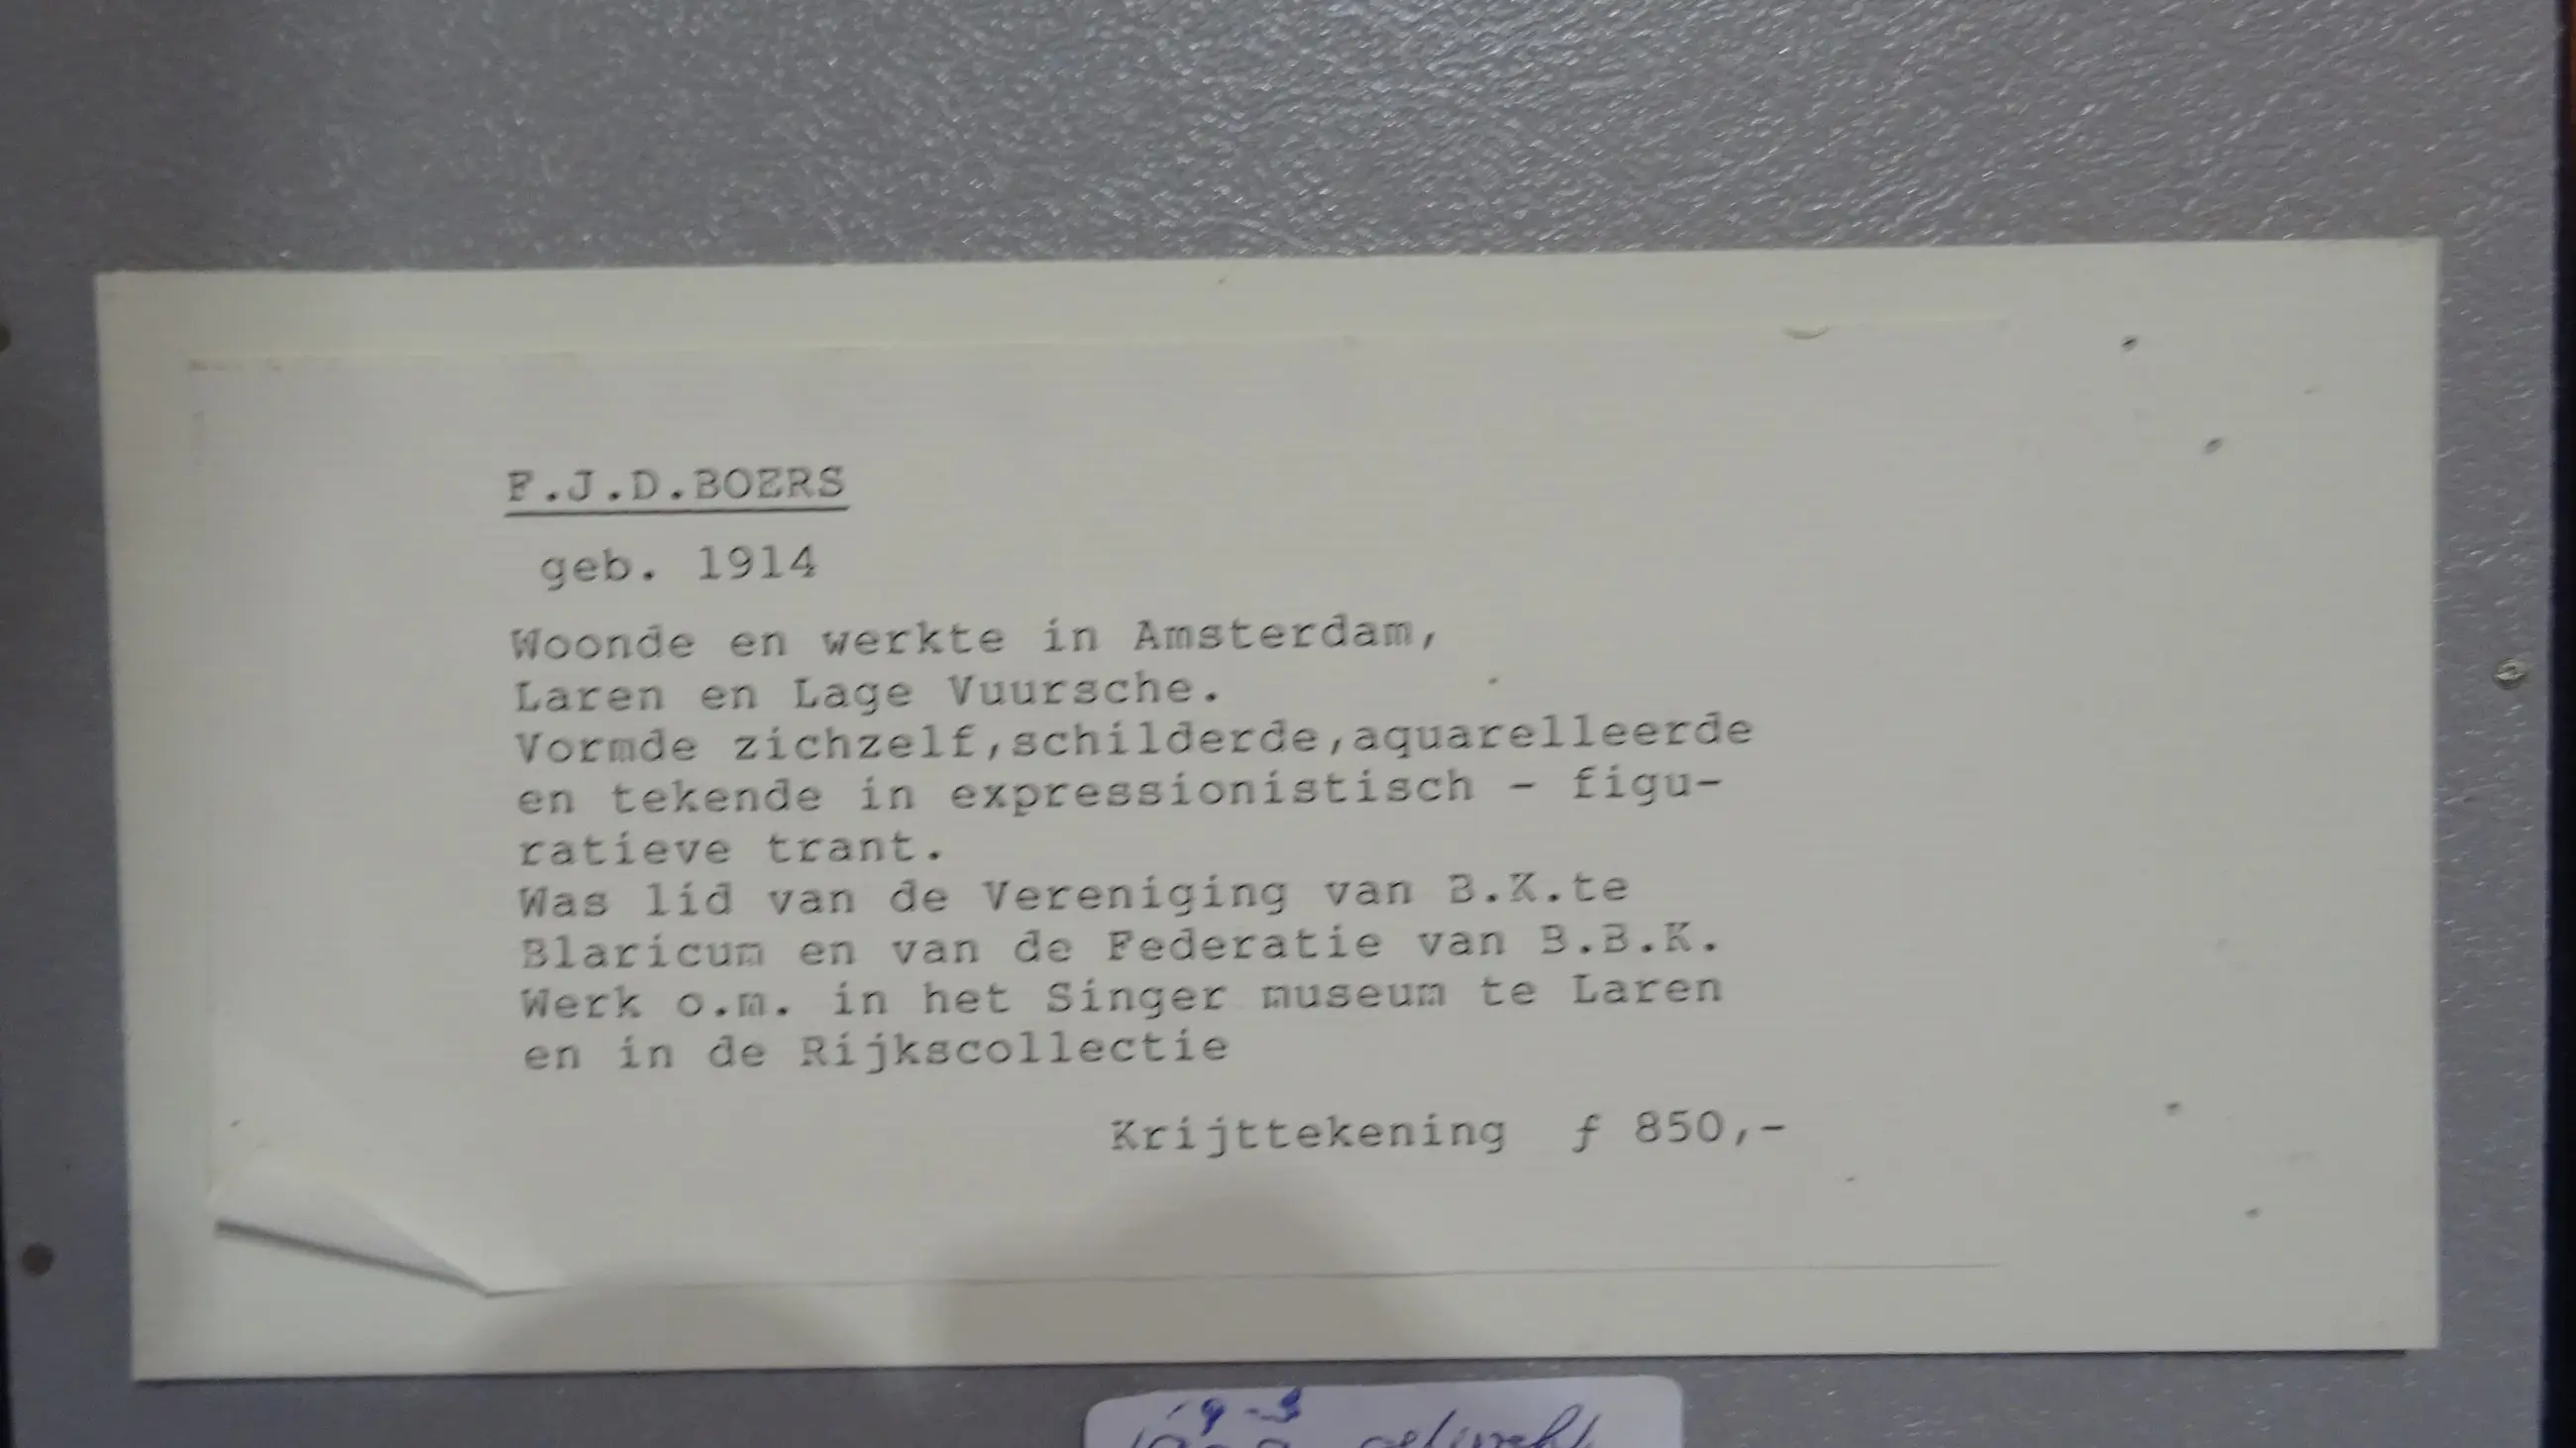 F.J.D.BOERS
geb. 1914
Woonde en werkte in Amsterdam,
Laren en Lage Vuursche.
Vormde zichzelf,schilderde,aquarelleerde
en tekende in expressionistisch - figu-
ratieve trant.
Was lid van de Vereniging van B.K.te
Blaricum en van de Federatie van B.B.K.
Werk o.m. in het Singer museum te Laren
en in de Rijkscollectie
Krijttekening ƒ 850,-